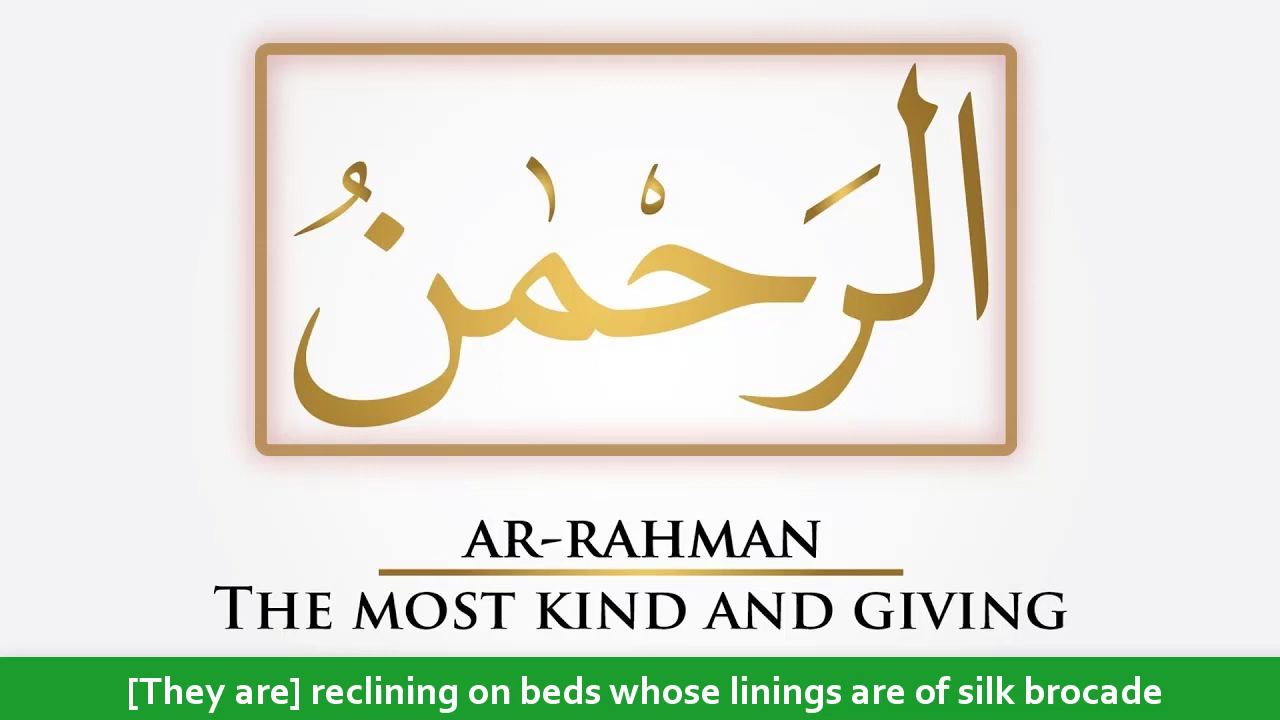 الرَحْمٰنُ
AR-RAHMAN
THE MOST KIND AND GIVING
[They are] reclining on beds whose linings are of silk brocade